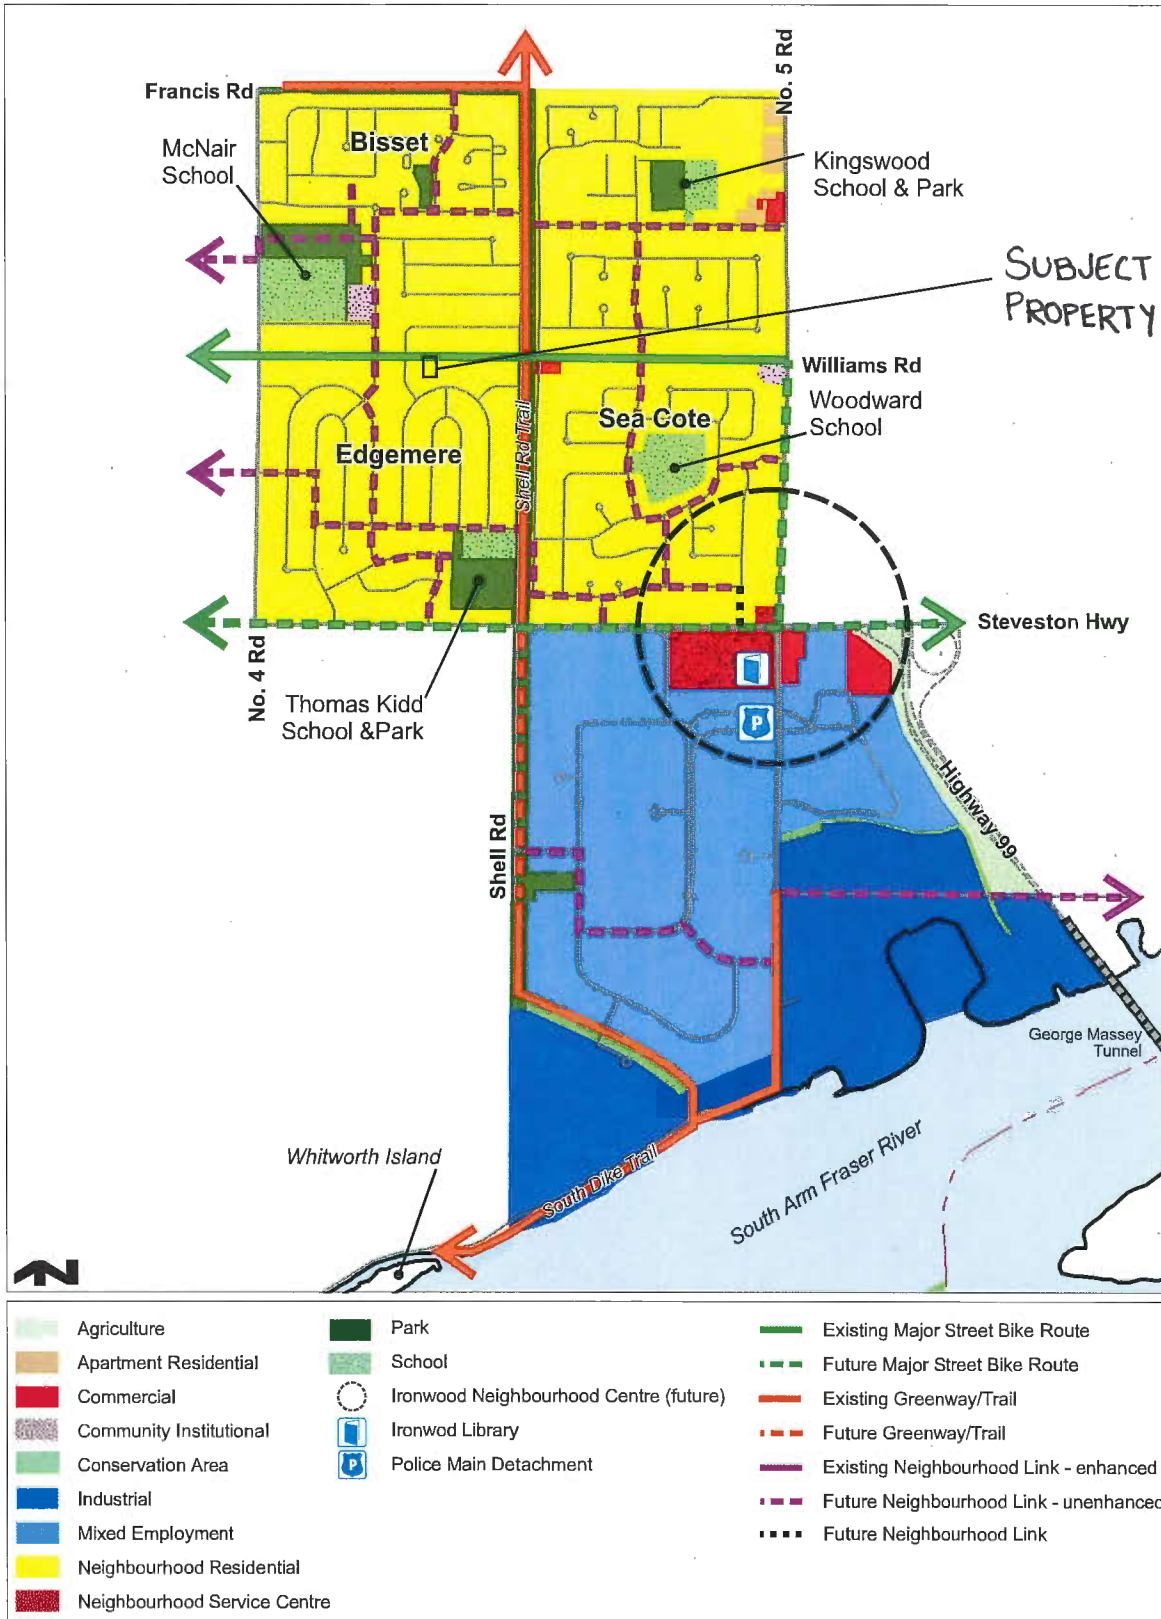 No. 5 Rd
Francis Rd
Bisset
McNair
School
Kingswood
School & Park
SUBJECT
PROPERTY
Williams Rd
Woodward
School
Sea Cote
Edgemere
Shell Rd Trail
Steveston Hwy
No. 4 Rd
Thomas Kidd
School &Park
P
Highway 99
Shell Rd
George Massey
Tunnel
Whitworth Island
South Dike Trail
South Arm Fraser River
Agriculture
Apartment Residential
Commercial
Community Institutional
Conservation Area
Industrial
Mixed Employment
Neighbourhood Residential
Neighbourhood Service Centre
Park
School
Ironwood Neighbourhood Centre (future)
Ironwod Library
P
Police Main Detachment
Existing Major Street Bike Route
Future Major Street Bike Route
Existing Greenway/Trail
Future Greenway/Trail
Existing Neighbourhood Link - enhanced
Future Neighbourhood Link - unenhanced
Future Neighbourhood Link